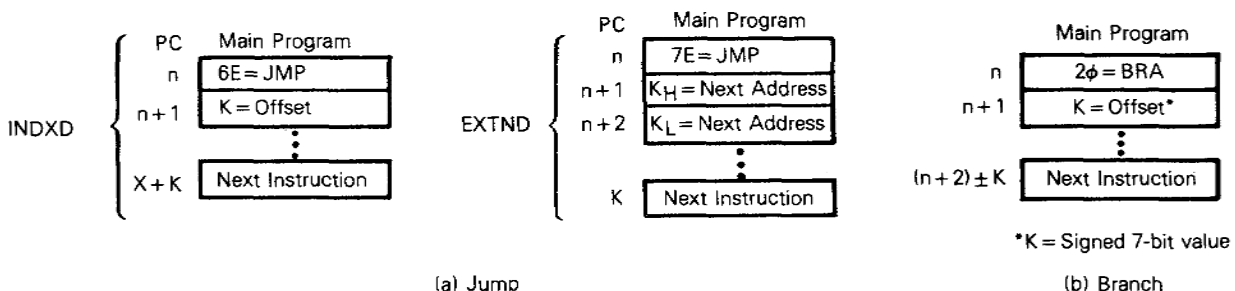 INDXD
PC
Main Program
n
6E=JMP
n+1
K=Offset
X+K
Next Instruction
EXTND
PC
Main Program
n
7E=JMP
n+1
KH=Next Address
n+2
KL=Next Address
K
Next Instruction
(a) Jump
Main Program
n
2ϕ=BRA
n+1
K=Offset*
(n+2)±K
Next Instruction
*K=Signed 7-bit value
(b) Branch